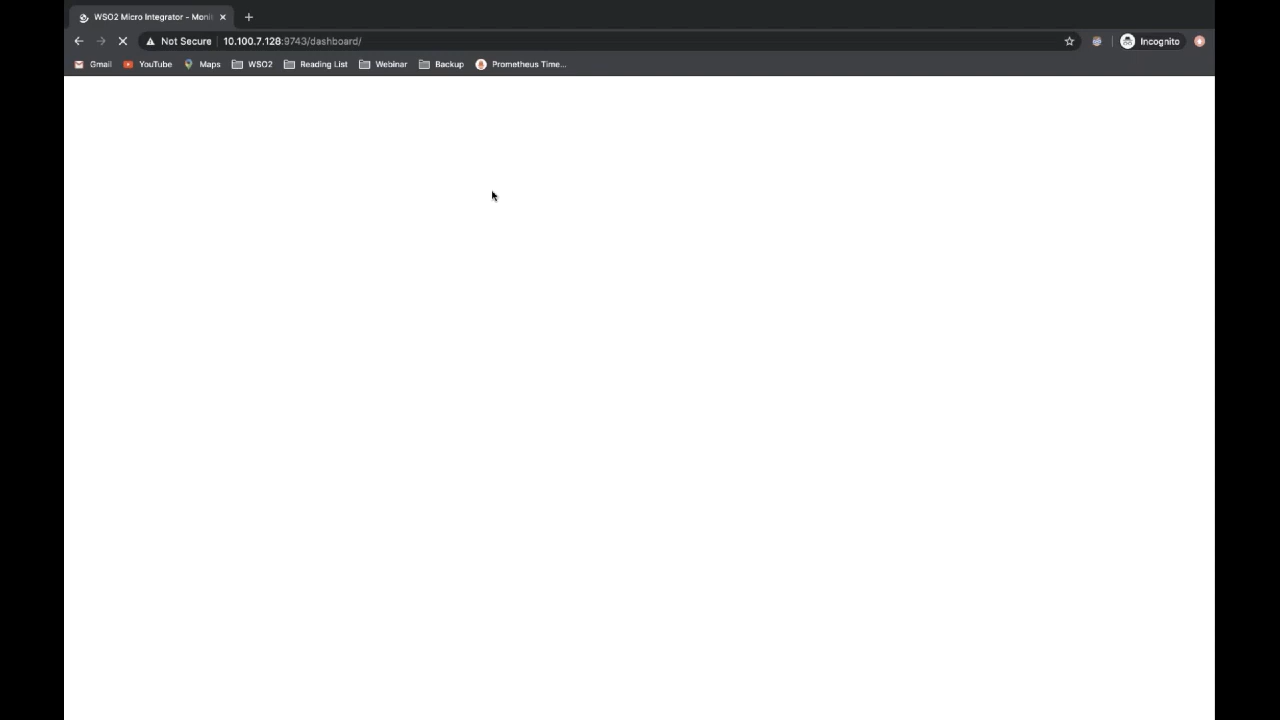 WSO2 Micro Integrator - Moni
Not Secure 10.100.7.128:9743/dashboard/ Incognito
Gmail YouTube Maps WSO2 Reading List Webinar Backup Prometheus Time...